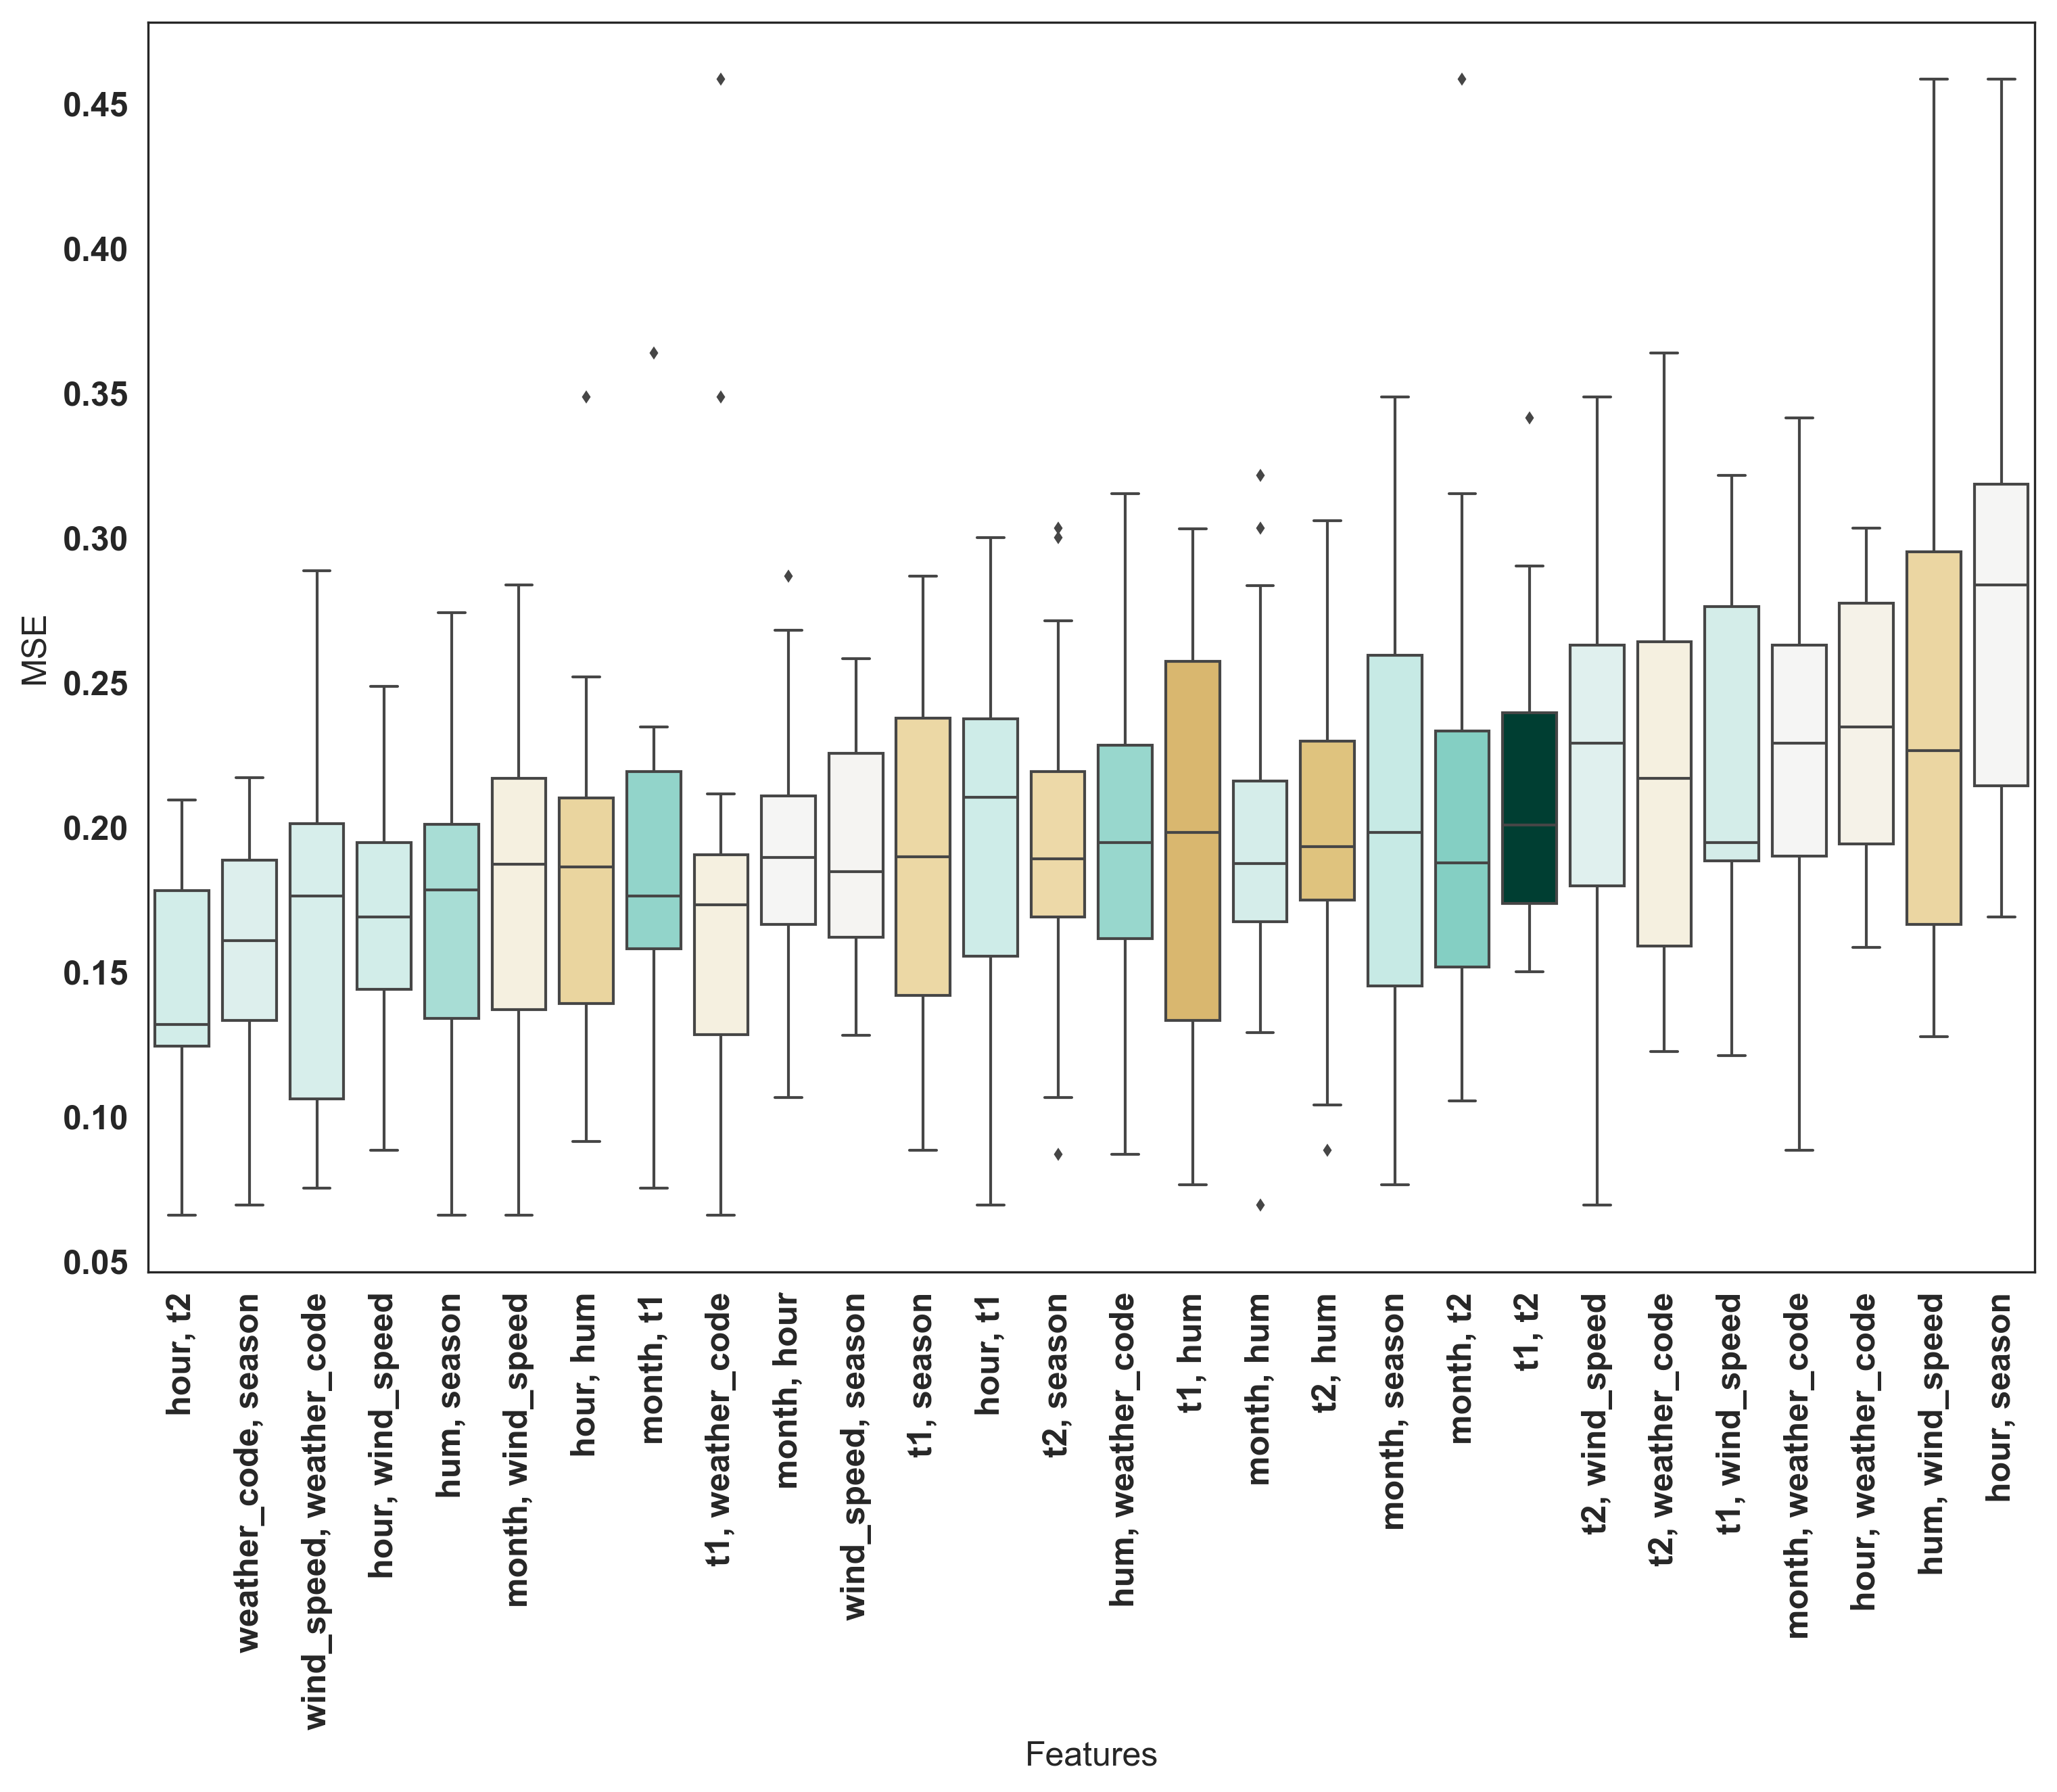 MSE
0.45
0.40
0.35
0.30
0.25
0.20
0.15
0.10
0.05
hour, t2
weather_code, season
wind_speed, weather_code
hour, wind_speed
hum, season
month, wind_speed
hour, hum
month, t1
t1, weather_code
month, hour
wind_speed, season
t1, season
hour, t1
t2, season
hum, weather_code
t1, hum
month, hum
t2, hum
month, season
month, t2
t1, t2
t2, wind_speed
t2, weather_code
t1, wind_speed
month, weather_code
hour, weather_code
hum, wind_speed
hour, season
Features